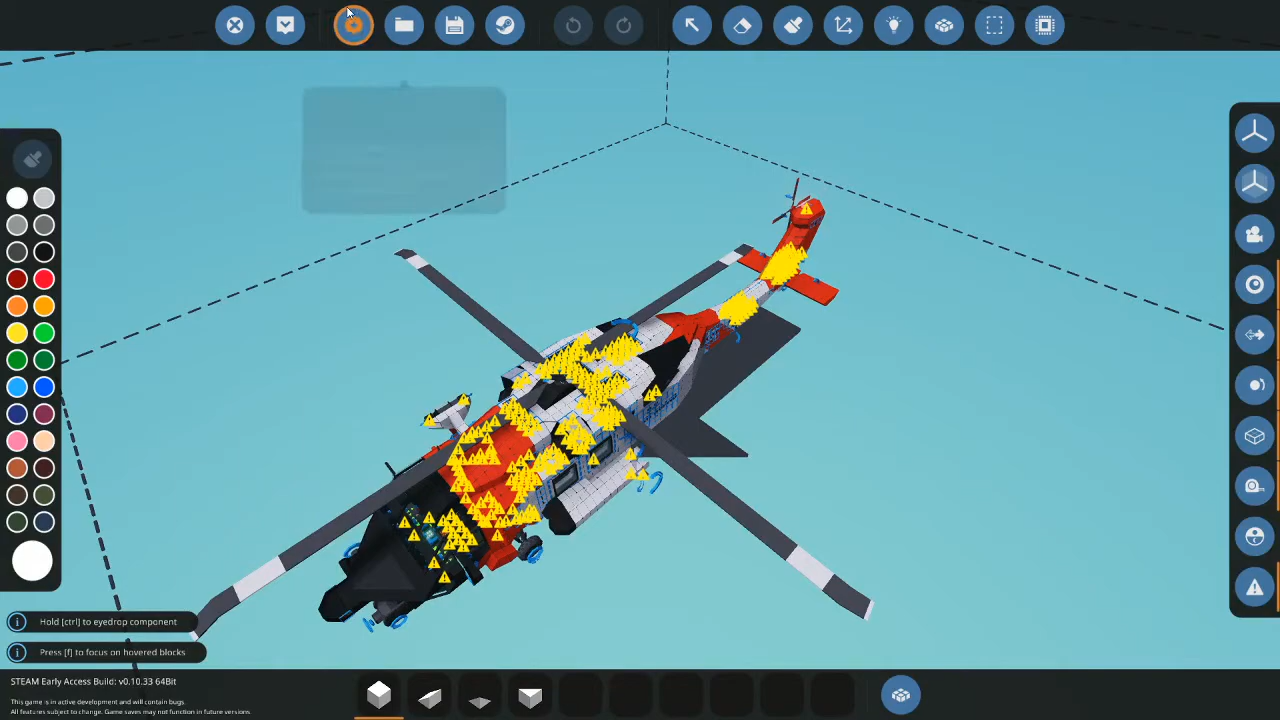 Hold [ctrl] to eyedrop component
Press [f] to focus on hovered blocks
STEAM Early Access Build: v0.10.33 64Bit
This game is in active development and will contain bugs.
All features subject to change. Game saves may not function in future versions.